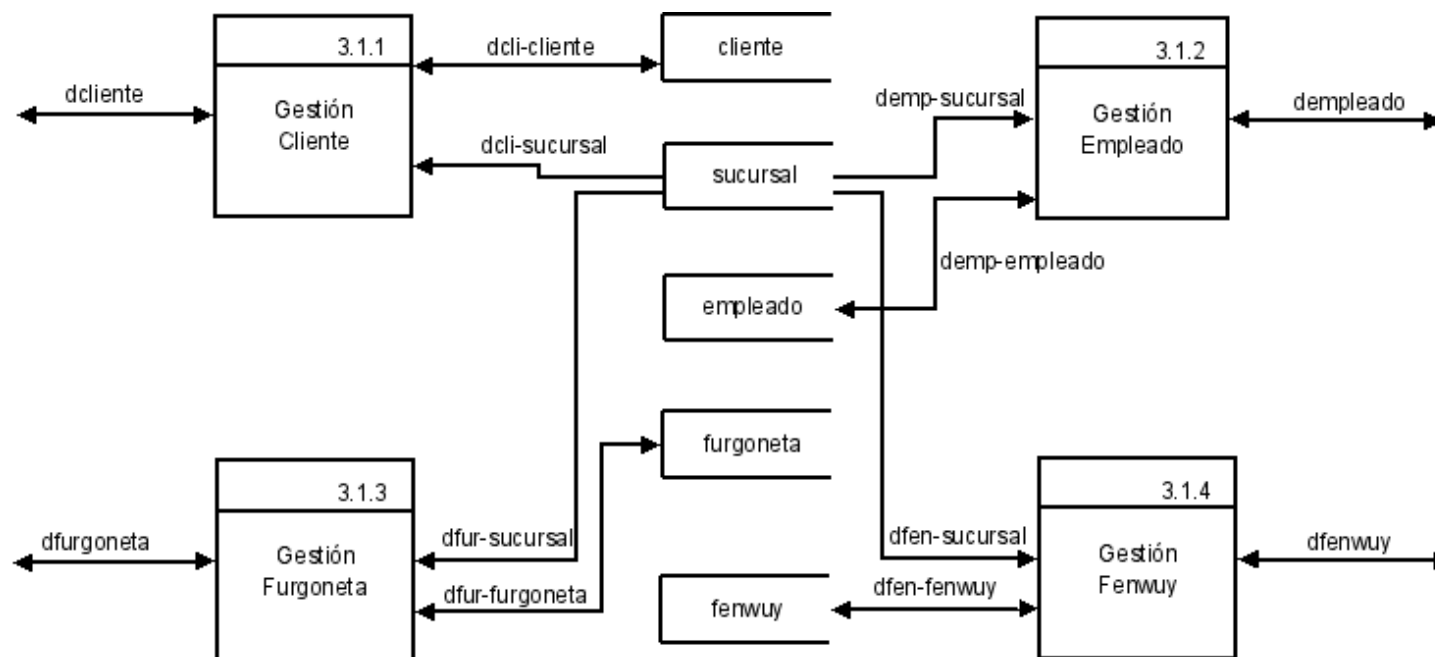 3.1.1
dcli-cliente
cliente
3.1.2
dcliente
Gestión
Cliente
demp-sucursal
Gestión
Empleado
dempleado
dcli-sucursal
sucursal
demp-empleado
empleado
furgoneta
3.1.3
3.1.4
dfurgoneta
Gestión
Furgoneta
dfur-sucursal
dfen-sucursal
Gestión
Fenwuy
dfenwuy
dfur-furgoneta
fenwuy
dfen-fenwuy